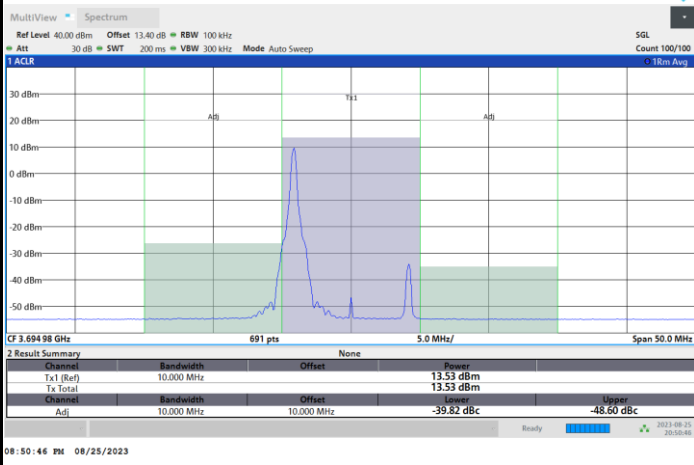 MultiView Spectrum
Ref Level 40.00 dBm Offset 13.40 dB RBW 100 kHz SGL
Att 30 dB SWT 200 ms VBW 300 kHz Mode Auto Sweep Count 100/100
1 ACLR 1Rm Avg
30 dBm
Tx1
20 dBm
Adj Adj
10 dBm
0 dBm
-10 dBm
-20 dBm
-30 dBm
-40 dBm
-50 dBm
CF 3.694 98 GHz 691 pts 5.0 MHz/ Span 50.0 MHz
2 Result Summary None
Channel Bandwidth Offset Power
Tx1 (Ref) 10.000 MHz 13.53 dBm
Tx Total 13.53 dBm
Channel Bandwidth Offset Lower Upper
Adj 10.000 MHz 10.000 MHz -39.82 dBc -48.60 dBc
Ready 2023-08-25
20:50:46
08:50:46 PM 08/25/2023